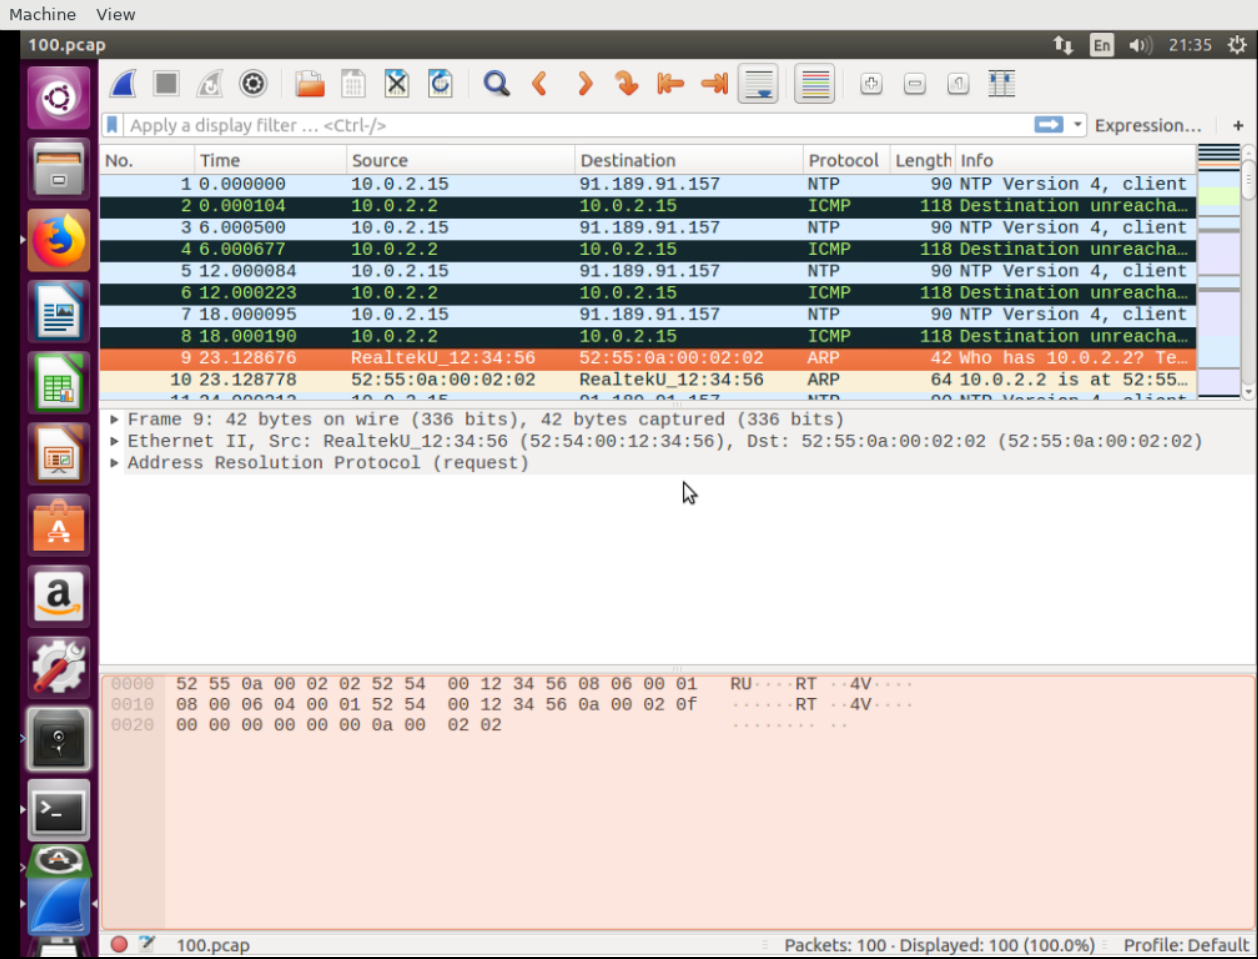 Machine View
100.pcap En 21:35
Apply a display filter … <Ctrl-/> Expression… +
No. Time Source Destination Protocol Length Info
1 0.000000 10.0.2.15 91.189.91.157 NTP 90 NTP Version 4, client
2 0.000104 10.0.2.2 10.0.2.15 ICMP 118 Destination unreacha…
3 6.000500 10.0.2.15 91.189.91.157 NTP 90 NTP Version 4, client
4 6.000677 10.0.2.2 10.0.2.15 ICMP 118 Destination unreacha…
5 12.000084 10.0.2.15 91.189.91.157 NTP 90 NTP Version 4, client
6 12.000223 10.0.2.2 10.0.2.15 ICMP 118 Destination unreacha…
7 18.000095 10.0.2.15 91.189.91.157 NTP 90 NTP Version 4, client
8 18.000190 10.0.2.2 10.0.2.15 ICMP 118 Destination unreacha…
9 23.128676 RealtekU_12:34:56 52:55:0a:00:02:02 ARP 42 Who has 10.0.2.2? Te…
10 23.128778 52:55:0a:00:02:02 RealtekU_12:34:56 ARP 64 10.0.2.2 is at 52:55…
Frame 9: 42 bytes on wire (336 bits), 42 bytes captured (336 bits)
Ethernet II, Src: RealtekU_12:34:56 (52:54:00:12:34:56), Dst: 52:55:0a:00:02:02 (52:55:0a:00:02:02)
Address Resolution Protocol (request)
0000 52 55 0a 00 02 02 52 54 00 12 34 56 08 06 00 01 RU····RT ··4V····
0010 08 00 06 04 00 01 52 54 00 12 34 56 0a 00 02 0f ······RT ··4V····
0020 00 00 00 00 00 00 0a 00 02 02 ········ ··
100.pcap Packets: 100 · Displayed: 100 (100.0%) Profile: Default